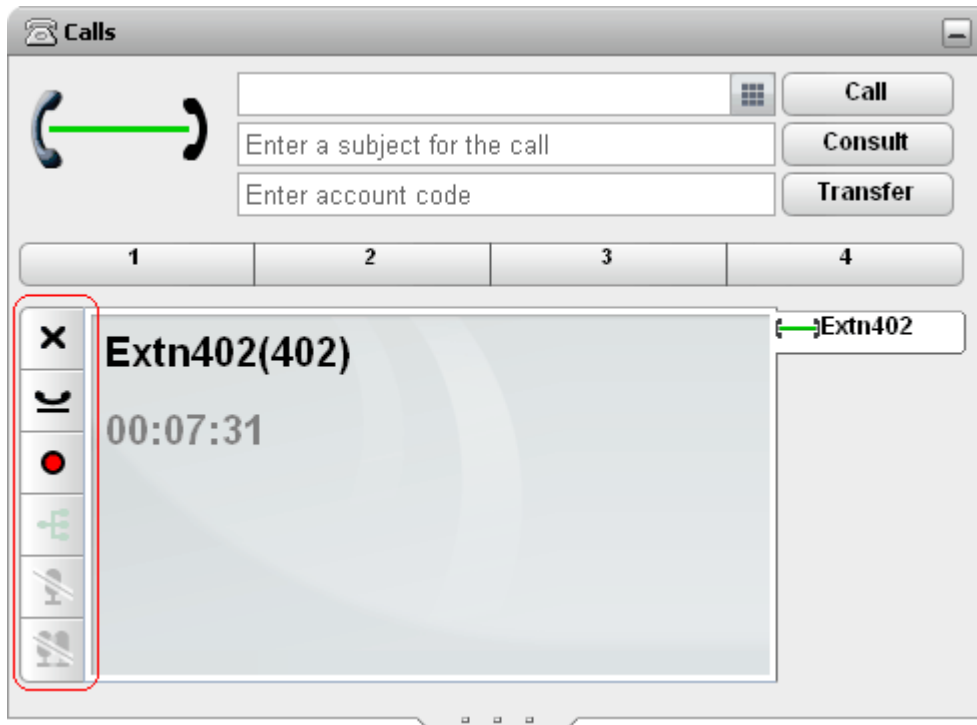 Calls
Call
Enter a subject for the call
Consult
Enter account code
Transfer
1 2 3 4
Extn402(402)
Extn402
00:07:31